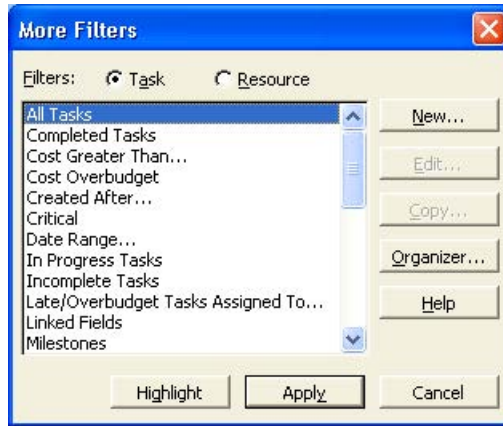 More Filters
Filters: Task Resource
All Tasks
Completed Tasks
Cost Greater Than...
Cost Overbudget
Created After...
Critical
Date Range...
In Progress Tasks
Incomplete Tasks
Late/Overbudget Tasks Assigned To...
Linked Fields
Milestones
New...
Edit...
Copy...
Organizer...
Help
Highlight Apply Cancel